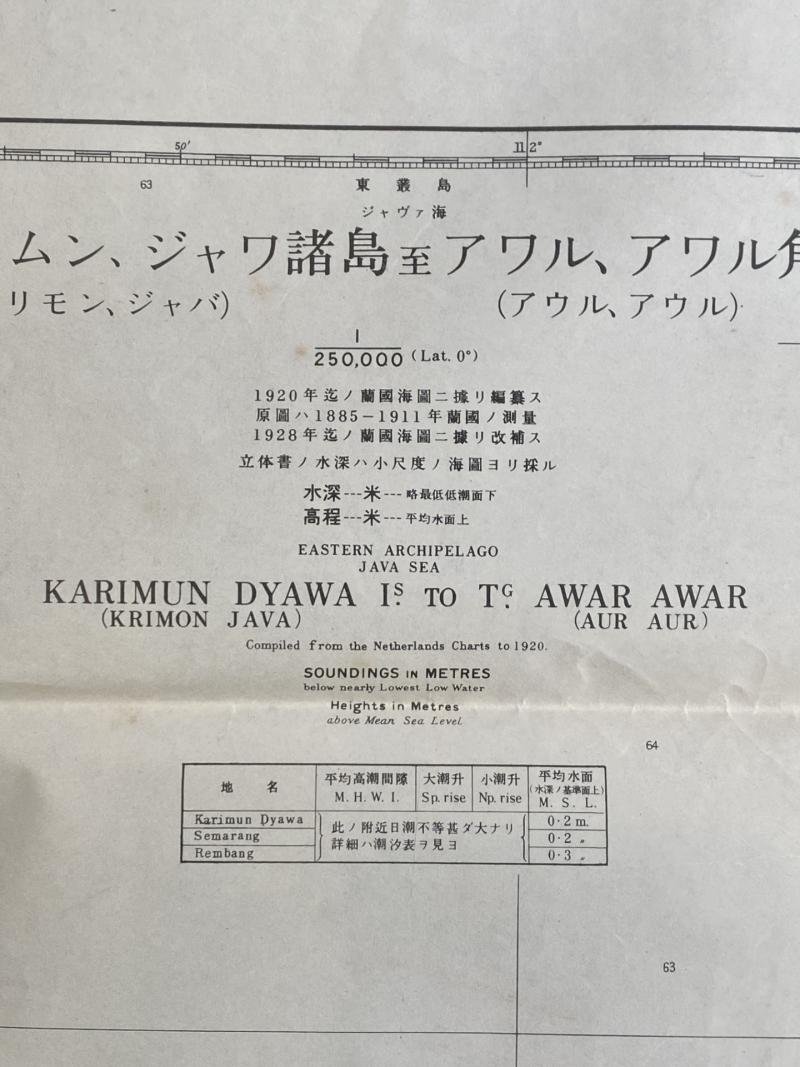 50′ 112°
63
東叢島
ジャヴァ海
ムン、ジャワ諸島至アワル、アワル角
リモン、ジャバ) (アウル、アウル)
1
250,000 (Lat. 0°)
1920年迄ノ蘭國海圖ニ據リ編纂ス
原圖ハ1885–1911年蘭國ノ測量
1928年迄ノ蘭國海圖ニ據リ改補ス
立体書ノ水深ハ小尺度ノ海圖ヨリ採ル
水深---米---略最低低潮面下
高程---米---平均水面上
EASTERN ARCHIPELAGO
JAVA SEA
KARIMUN DYAWA Iˢ. TO Tᴳ. AWAR AWAR
(KRIMON JAVA) (AUR AUR)
Compiled from the Netherlands Charts to 1920.
SOUNDINGS IN METRES
below nearly Lowest Low Water
Heights in Metres
above Mean Sea Level
64
地名 平均高潮間隙 大潮升 小潮升 平均水面
(水深ノ基準面上)
M. H. W. I. Sp. rise Np. rise M. S. L.
Karimun Dyawa 此ノ附近日潮不等甚ダ大ナリ 0·2 m.
Semarang 詳細ハ潮汐表ヲ見ヨ 0·2 〃
Rembang 0·3 〃
63